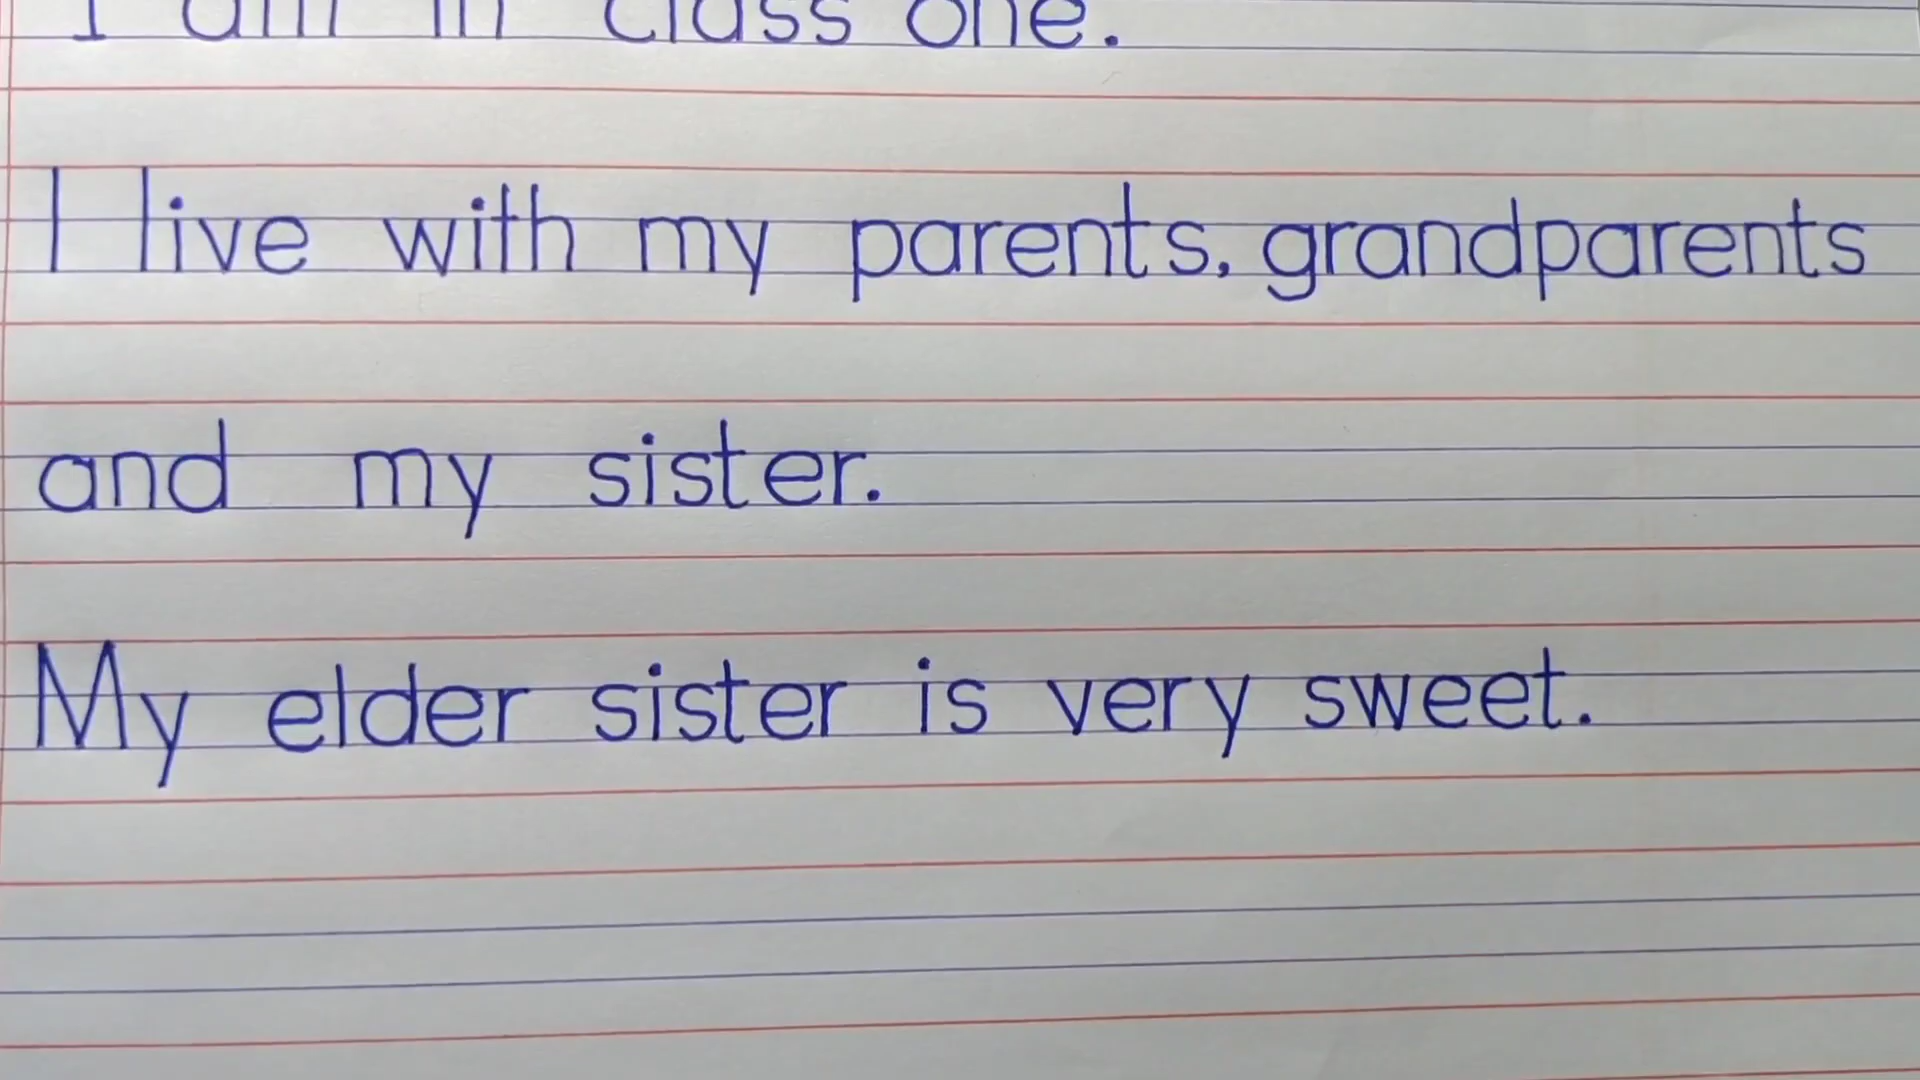 I am in class one.
I live with my parents, grandparents
and my sister.
My elder sister is very sweet.